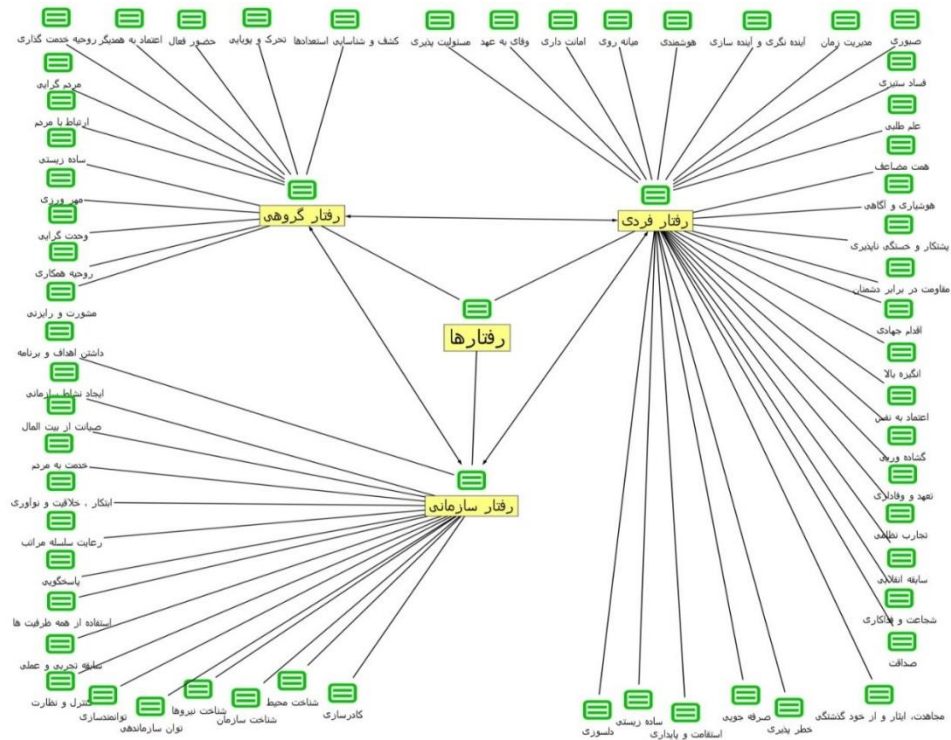 روحیه خدمت گذاری
اعتماد به همدیگر
حضور فعال
تحرک و پویایی
کشف و شناسایی استعدادها
مسئولیت پذیری
وفای به عهد
امانت داری
میانه روی
هوشمندی
آینده نگری و آینده سازی
مدیریت زمان
صبوری
مردم گرایی
ارتباط با مردم
ساده زیستی
مهر ورزی
وحدت گرایی
روحیه همکاری
مشورت و رایزنی
فساد ستیزی
علم طلبی
همت مضاعف
هوشیاری و آگاهی
پشتکار و خستگی ناپذیری
مقاومت در برابر دشمنان
اقدام جهادی
انگیزه بالا
اعتماد به نفس
تعهد و وفاداری
تجارب نظامی
سابقه انقلابی
شجاعت و فداکاری
صداقت
رفتار گروهی
رفتار فردی
رفتارها
رفتار سازمانی
داشتن اهداف و برنامه
ایجاد نشاط سازمانی
صیانت از بیت المال
خدمت به مردم
ابتکار ، خلاقیت و نوآوری
رعایت سلسله مراتب
پاسخگویی
استفاده از همه ظرفیت ها
سابقه تجربی و عملی
کنترل و نظارت
توانمندسازی
توان سازماندهی
شناخت نیروها
شناخت سازمان
شناخت محیط
کادرسازی
دلسوزی
ساده زیستی
استقامت و پایداری
صرفه جویی
خطر پذیری
مجاهدت، ایثار و از خود گذشتگی